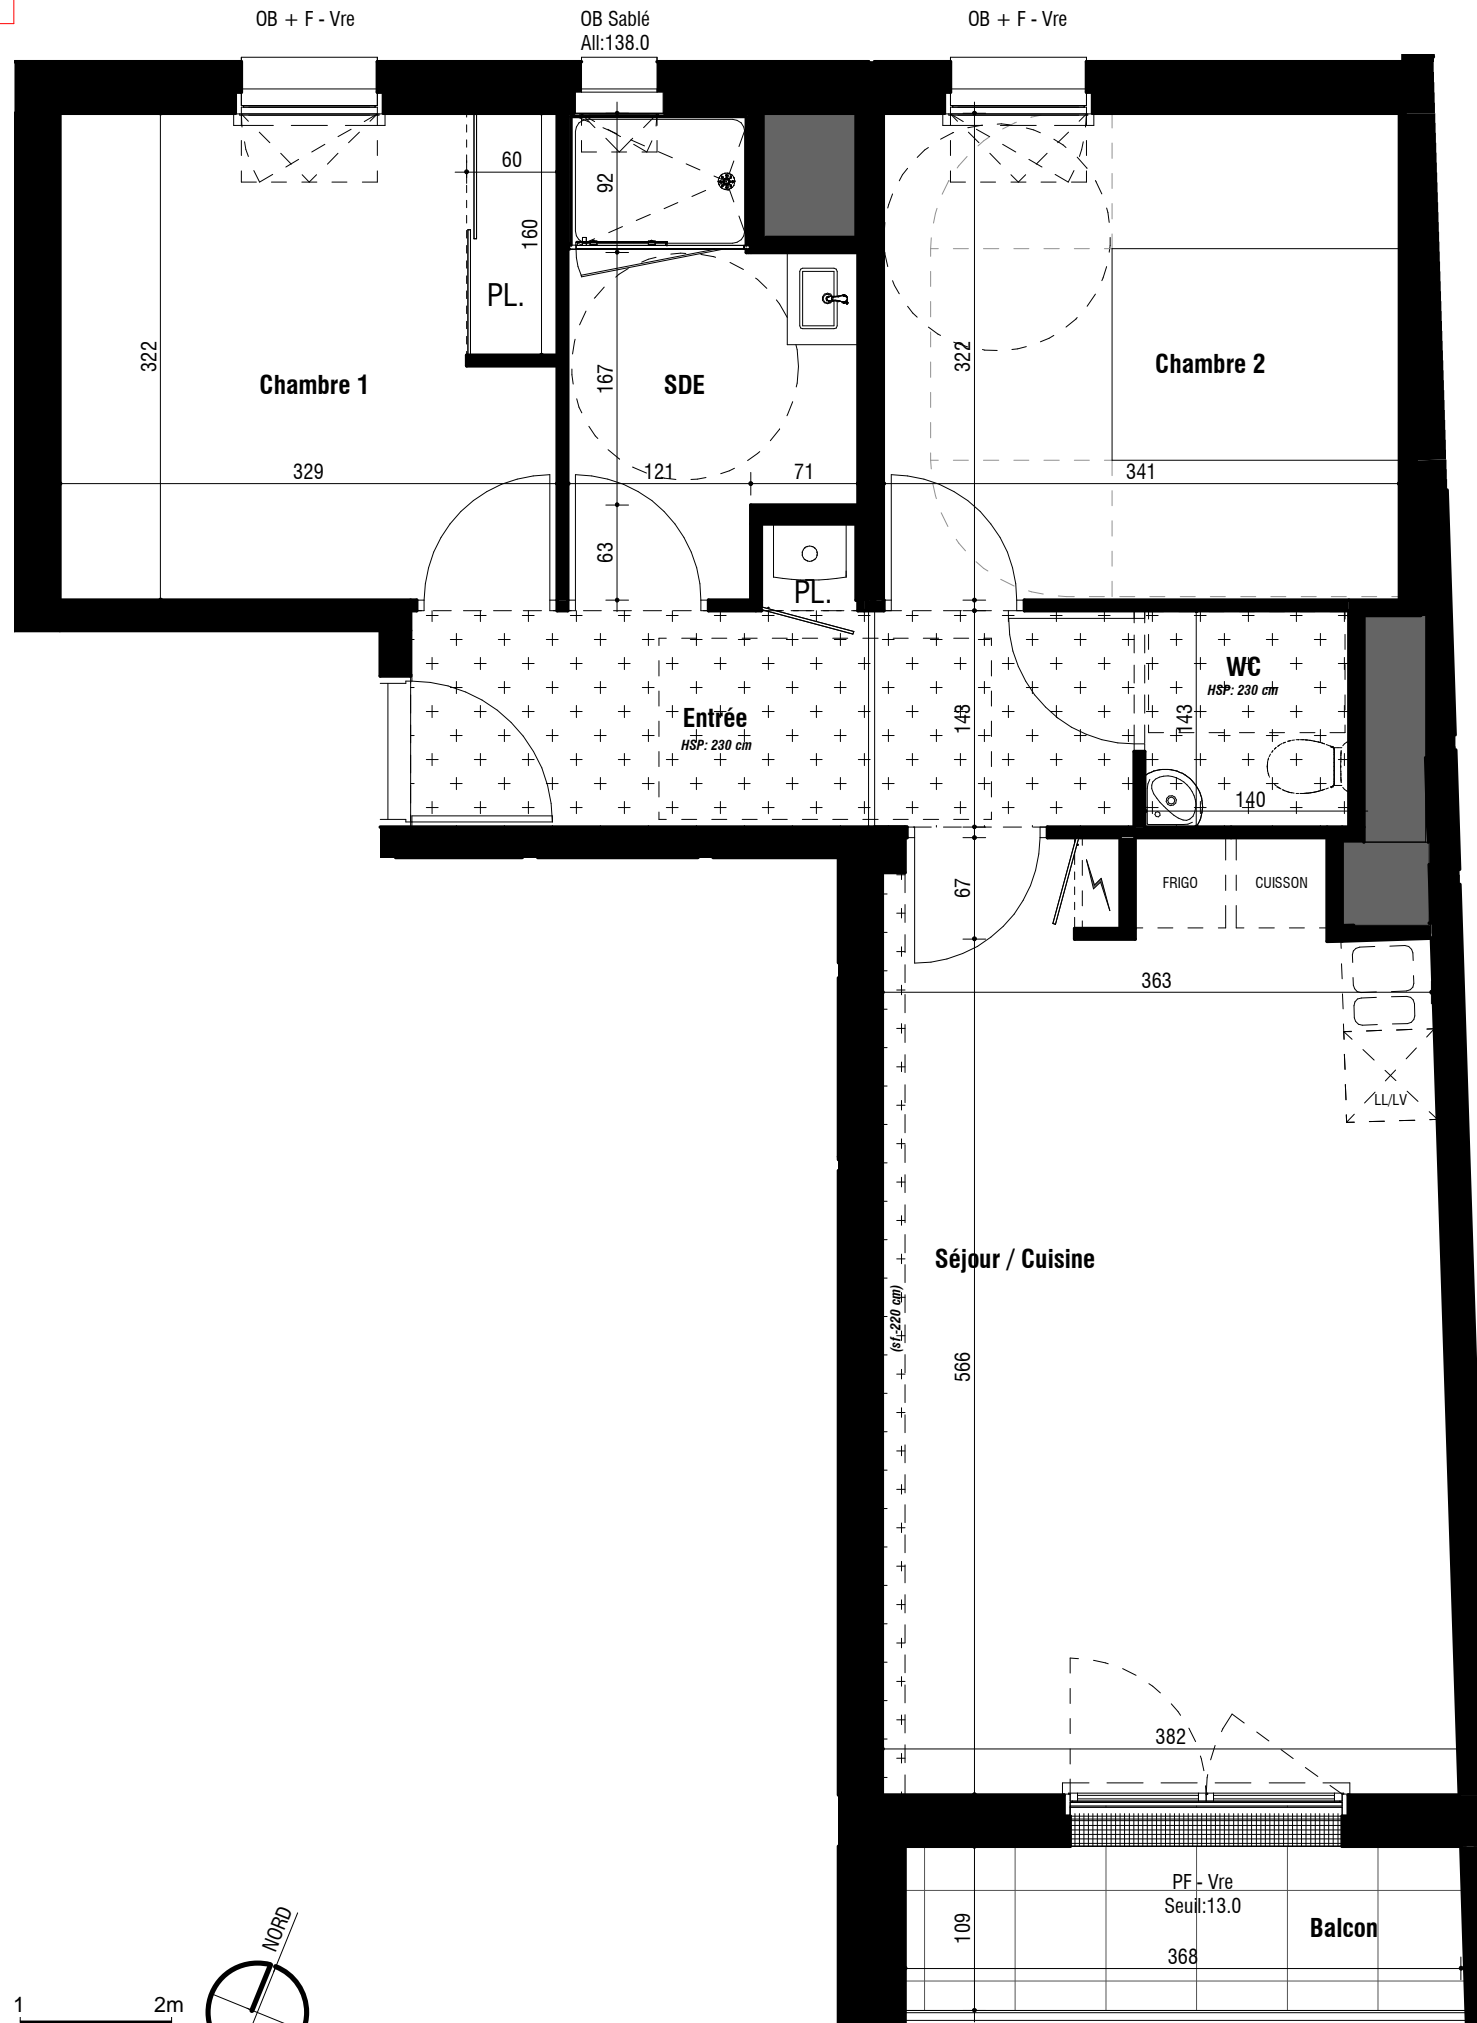 OB + F - Vre
OB Sablé
All:138.0
OB + F - Vre
60
92
160
PL.
322
Chambre 1
167
SDE
322
Chambre 2
329
121
71
341
63
PL.
WC
HSP: 230 cm
Entrée
HSP: 230 cm
143
143
140
67
FRIGO
CUISSON
363
LL/LV
Séjour / Cuisine
(sf.-220 cm)
566
382
PF - Vre
Seuil:13.0
Balcon
109
368
NORD
1
2m